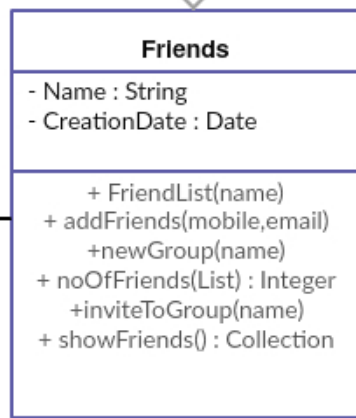 Friends
- Name : String
- CreationDate : Date
+ FriendList(name)
+ addFriends(mobile,email)
+newGroup(name)
+ noOfFriends(List) : Integer
+inviteToGroup(name)
+ showFriends() : Collection